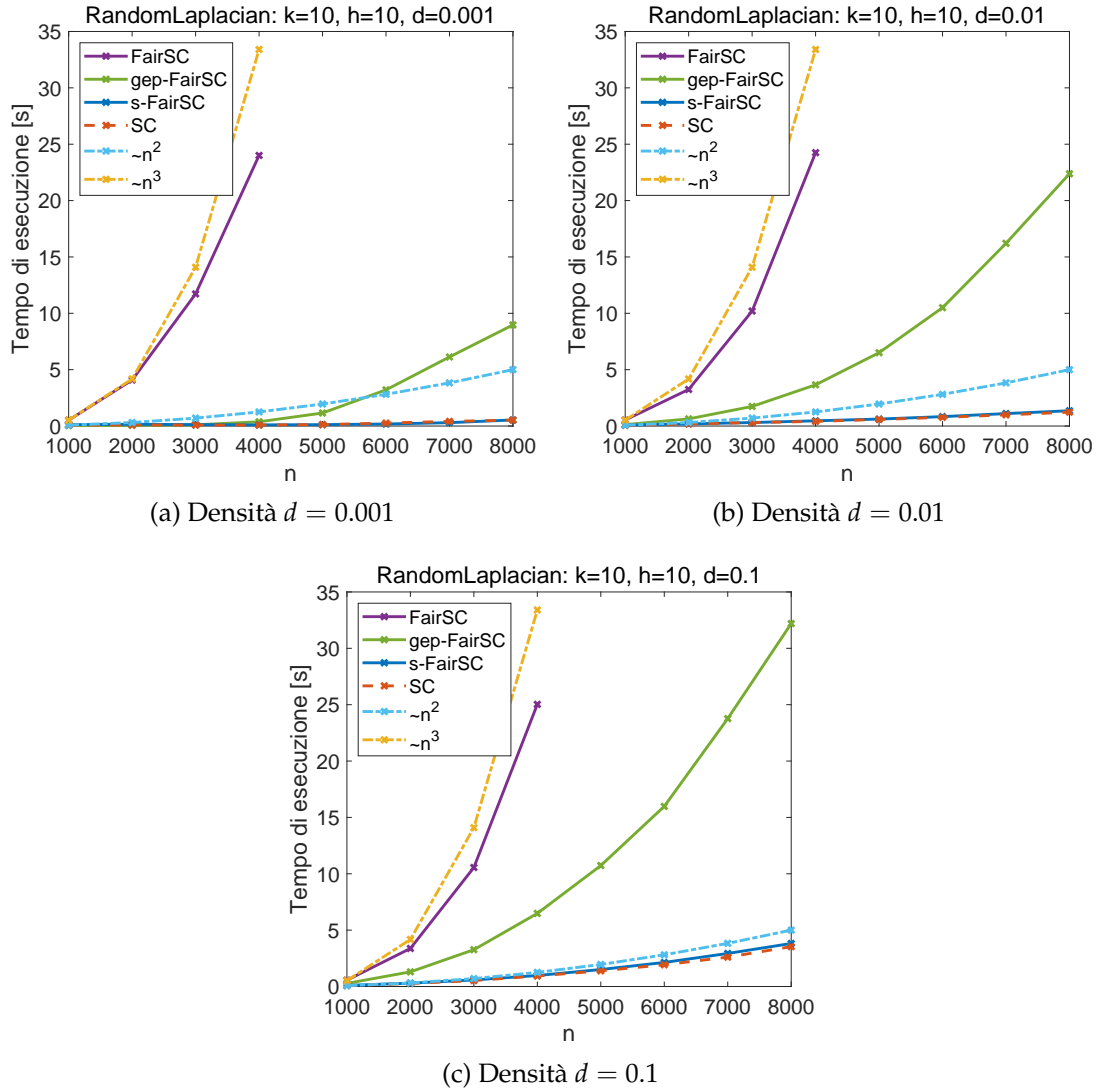 RandomLaplacian: k=10, h=10, d=0.001
35
30
25
20
15
10
5
0
Tempo di esecuzione [s]
FairSC
gep-FairSC
s-FairSC
SC
~n²
~n³
1000 2000 3000 4000 5000 6000 7000 8000
n
(a) Densità d = 0.001
RandomLaplacian: k=10, h=10, d=0.01
35
30
25
20
15
10
5
0
Tempo di esecuzione [s]
FairSC
gep-FairSC
s-FairSC
SC
~n²
~n³
1000 2000 3000 4000 5000 6000 7000 8000
n
(b) Densità d = 0.01
RandomLaplacian: k=10, h=10, d=0.1
35
30
25
20
15
10
5
0
Tempo di esecuzione [s]
FairSC
gep-FairSC
s-FairSC
SC
~n²
~n³
1000 2000 3000 4000 5000 6000 7000 8000
n
(c) Densità d = 0.1